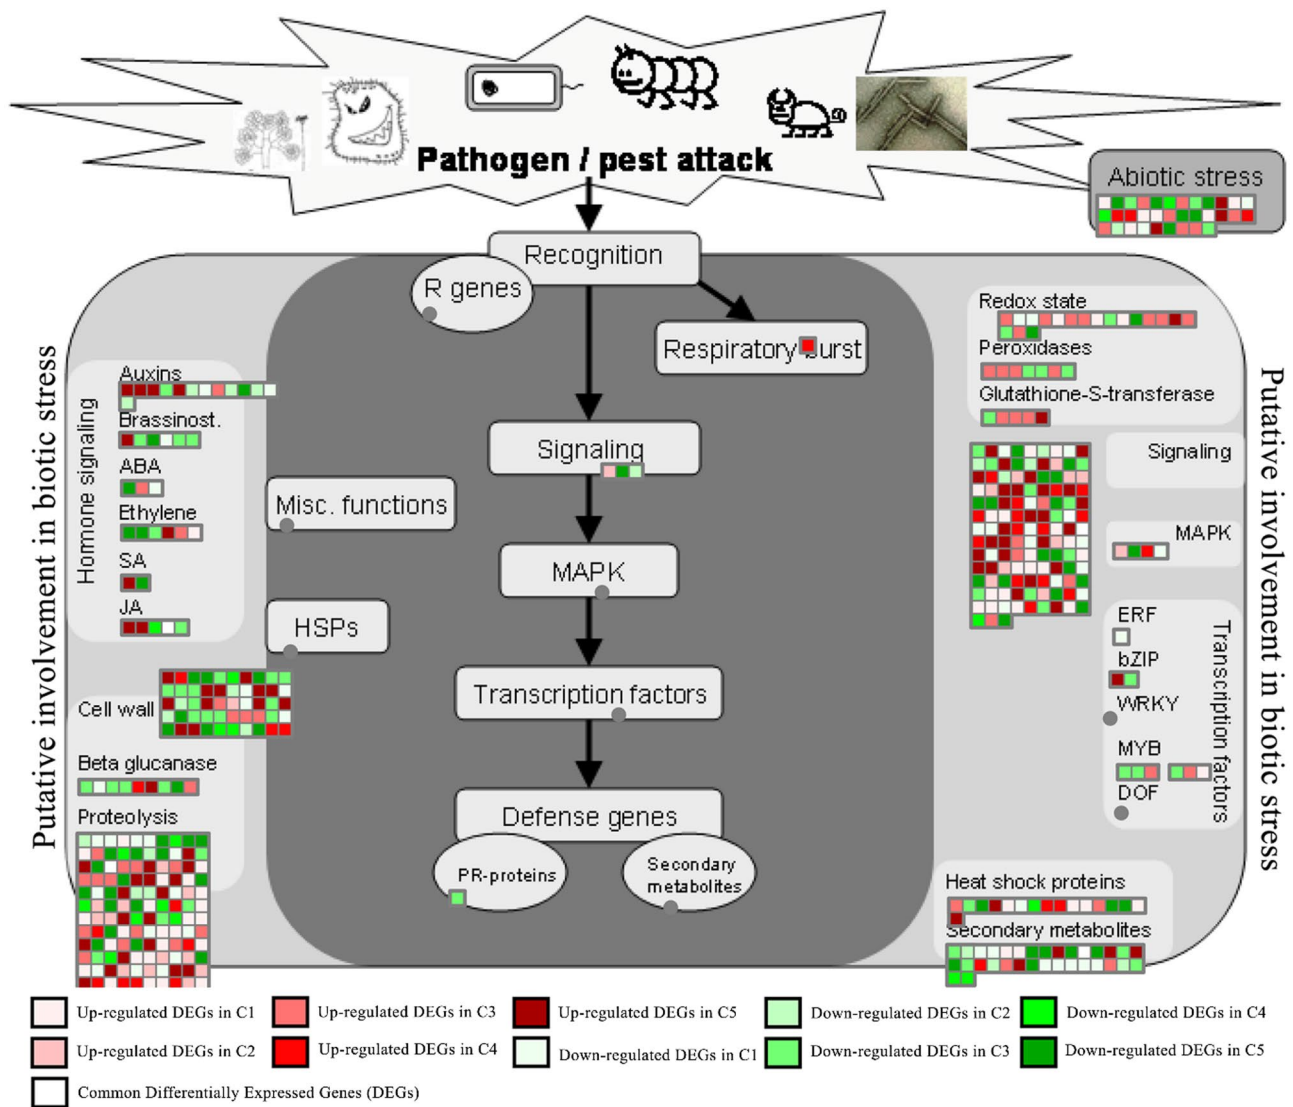 Pathogen / pest attack
Abiotic stress
Recognition
R genes
Respiratory burst
Redox state
Peroxidases
Glutathione-S-transferase
Putative involvement in biotic stress
Hormone signaling
Auxins
Brassinost.
ABA
Ethylene
SA
JA
Signaling
Misc. functions
MAPK
HSPs
Transcription factors
Signaling
MAPK
ERF
bZIP
WRKY
MYB
DOF
Transcription factors
Putative involvement in biotic stress
Cell wall
Beta glucanase
Proteolysis
Defense genes
PR-proteins
Secondary
metabolites
Heat shock proteins
Secondary metabolites
Up-regulated DEGs in C1
Up-regulated DEGs in C3
Up-regulated DEGs in C5
Down-regulated DEGs in C2
Down-regulated DEGs in C4
Up-regulated DEGs in C2
Up-regulated DEGs in C4
Down-regulated DEGs in C1
Down-regulated DEGs in C3
Down-regulated DEGs in C5
Common Differentially Expressed Genes (DEGs)